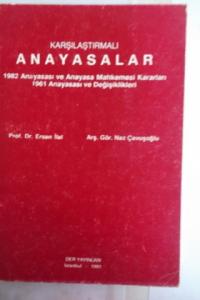 KARŞILAŞTIRMALI
ANAYASALAR
1982 Anayasası ve Anayasa Mahkemesi Kararları
1961 Anayasası ve Değişiklikleri
Prof. Dr. Ersan İlal
Arş. Gör. Naz Çavuşoğlu
DER YAYINLARI
İstanbul